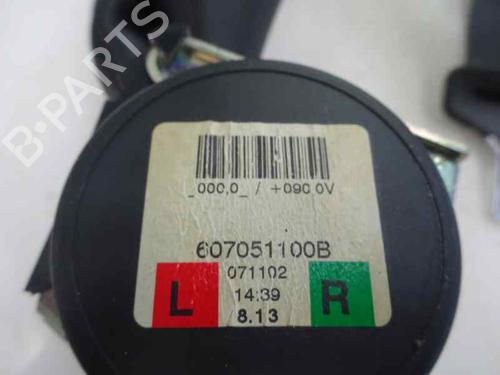 B-PARTS
_000,0_ / +090.0V
607051100B
071102
L 14:39 R
8.13